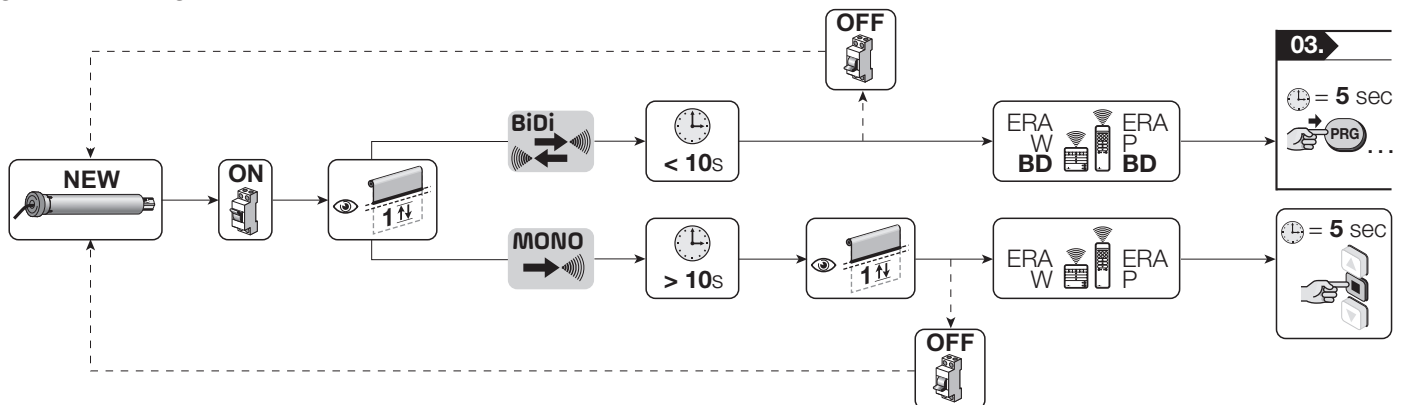 OFF
03.
= 5 sec
PRG
...
BiDi
< 10s
ERA
W
BD
ERA
P
BD
NEW
ON
1
MONO
> 10s
1
ERA
W
ERA
P
= 5 sec
OFF